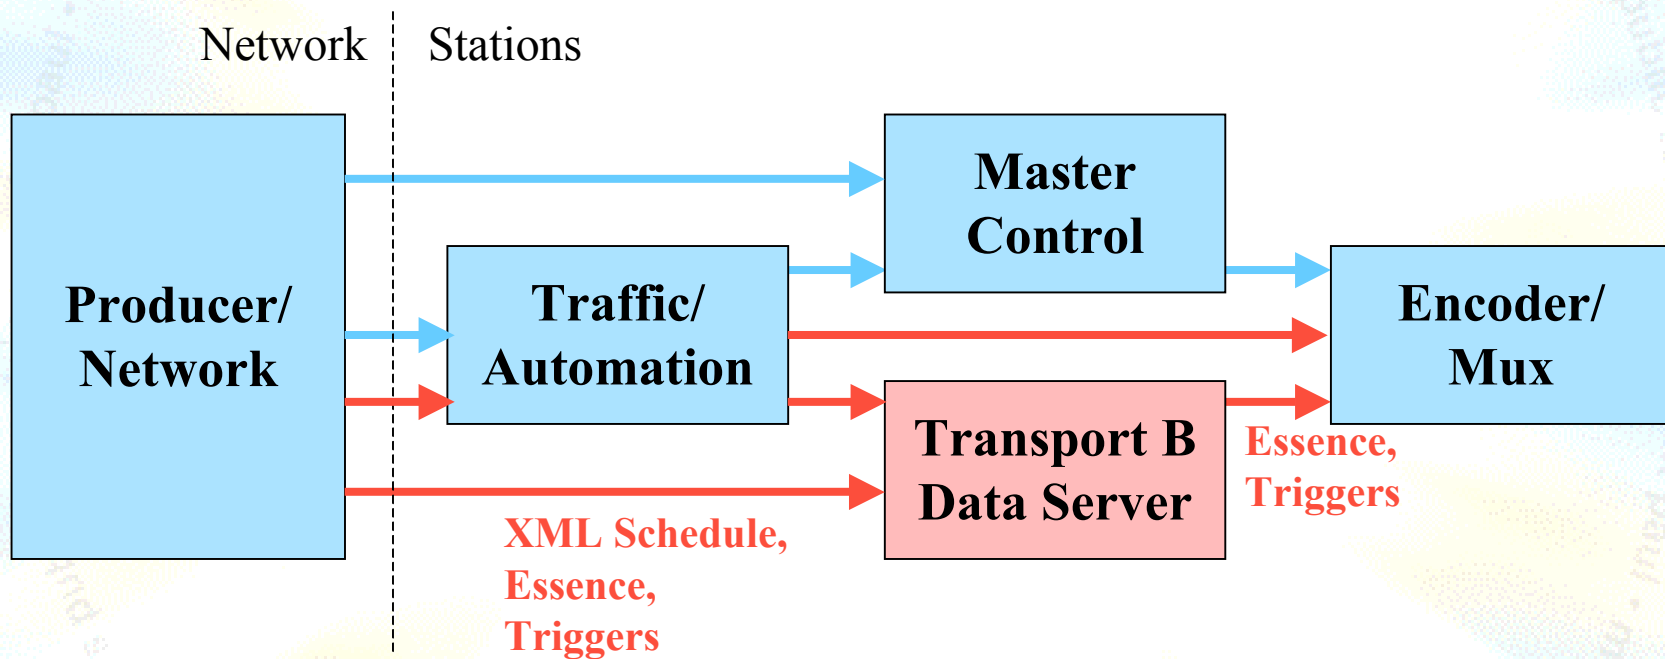 Network
Stations
Producer/
Network
Traffic/
Automation
Master
Control
Transport B
Data Server
Encoder/
Mux
XML Schedule,
Essence,
Triggers
Essence,
Triggers